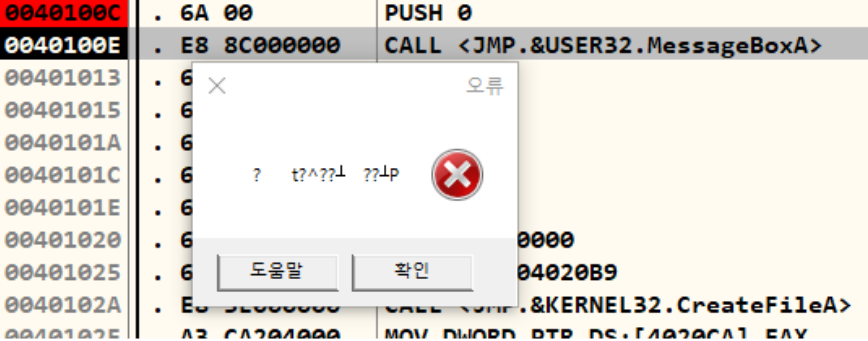 0040100C . 6A 00 PUSH 0
0040100E . E8 8C000000 CALL <JMP.&USER32.MessageBoxA>
00401013 . 6
00401015 . 6
0040101A . 6
0040101C . 6
0040101E . 6
00401020 . 6 0000
00401025 . 6 04020B9
0040102A . E8 CALL <JMP.&KERNEL32.CreateFileA>
0040102F . A3 CA204000 MOV DWORD PTR DS:[4020CA],EAX
오류
? t?^??┴ ??┴P
도움말 확인